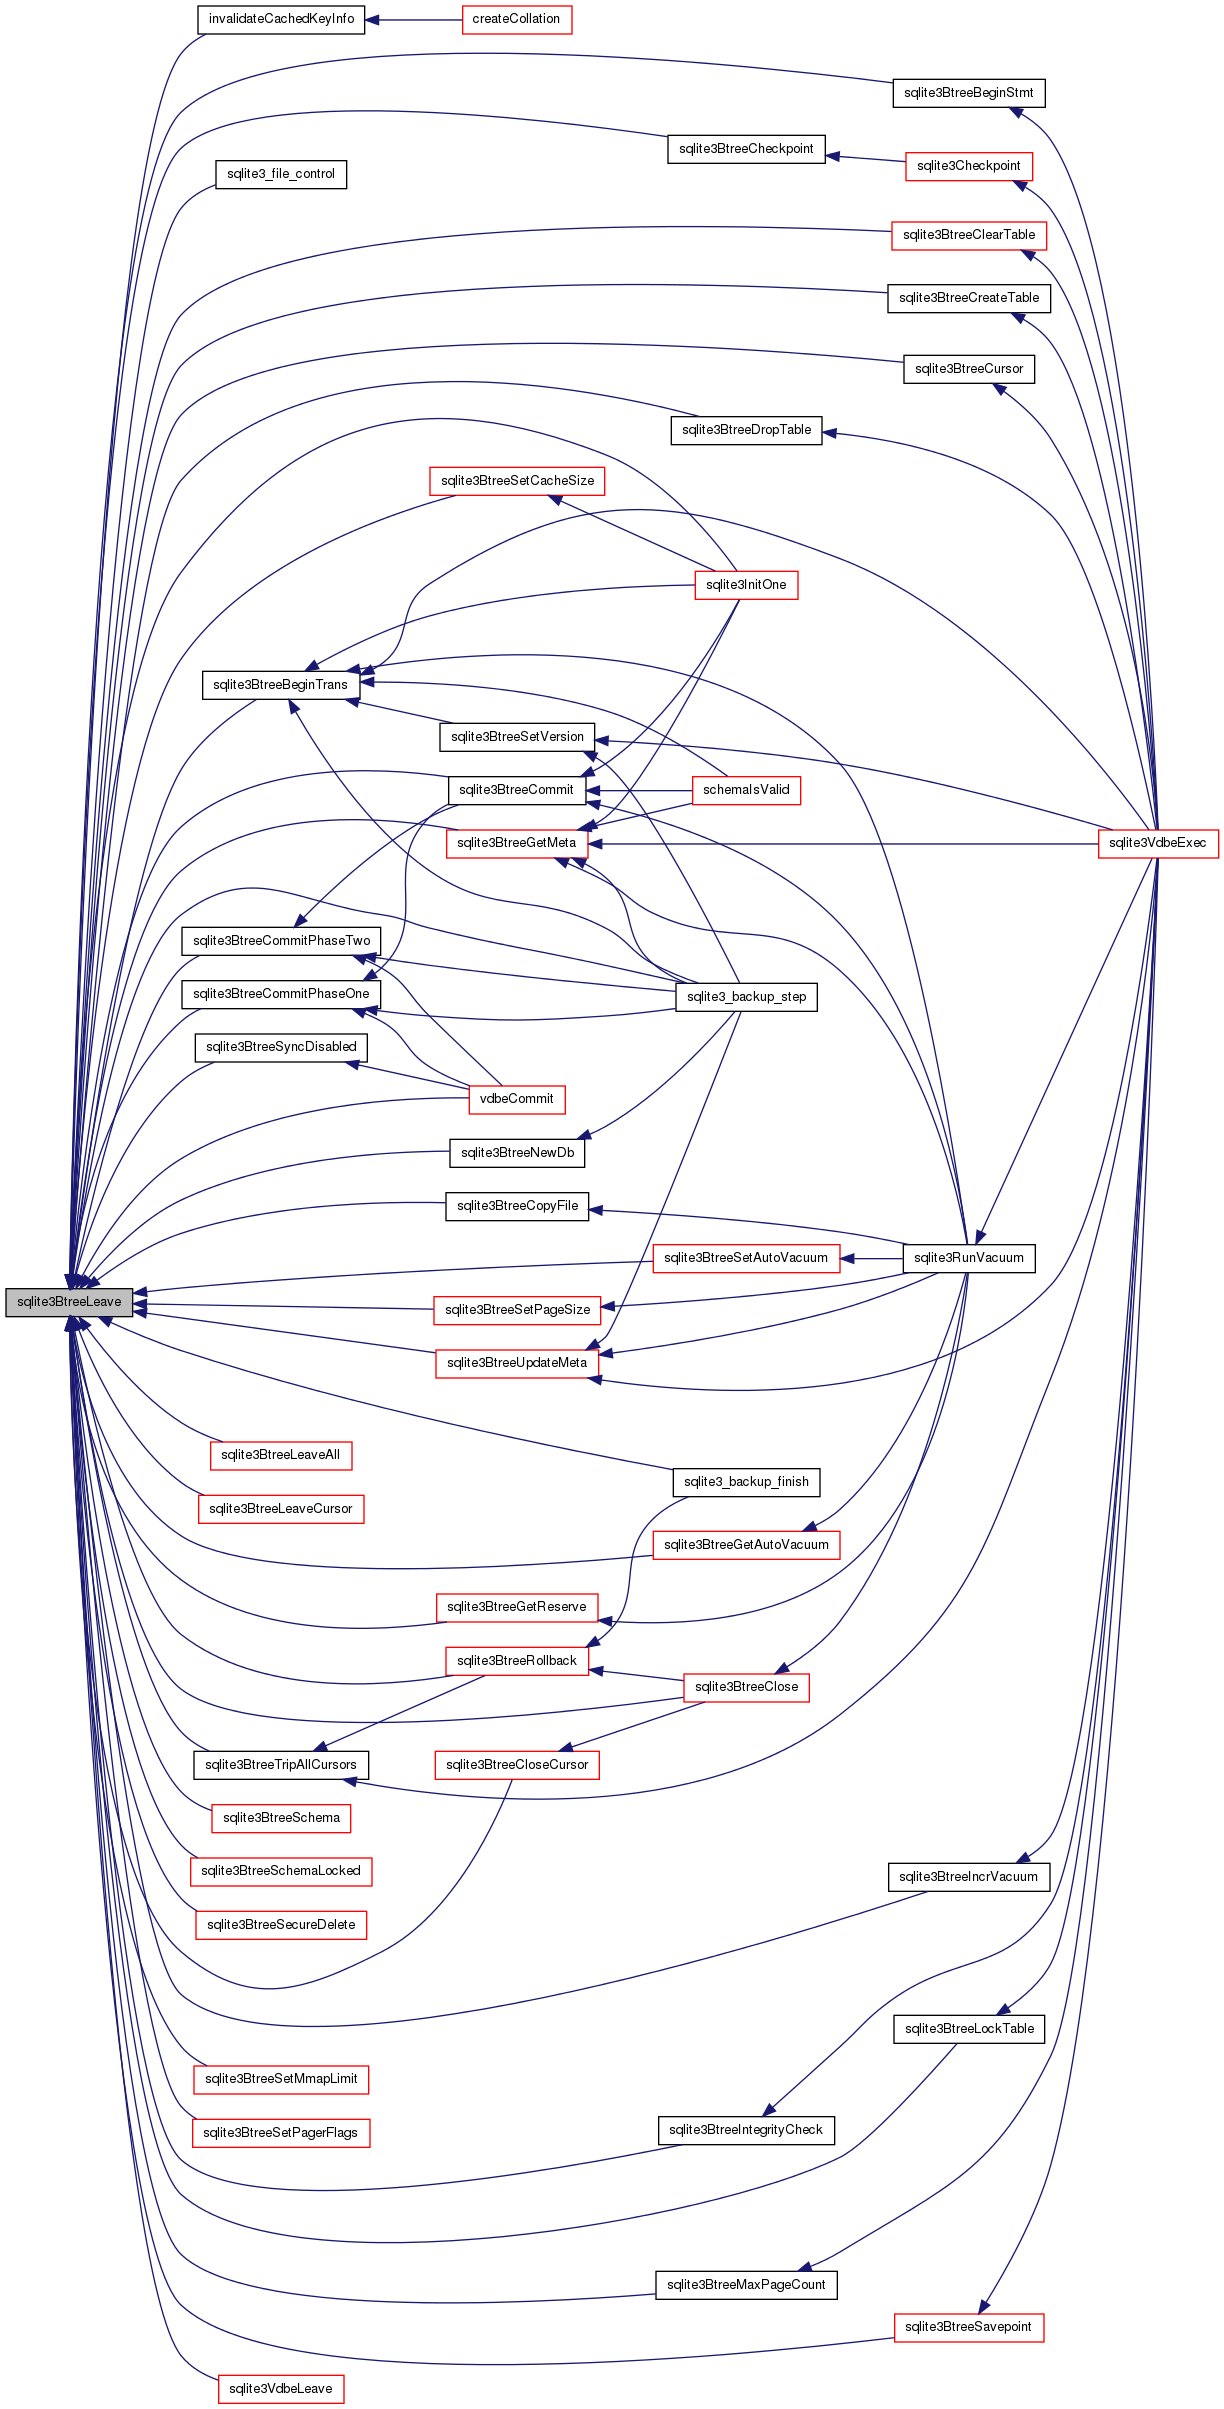 invalidateCachedKeyInfo
createCollation
sqlite3BtreeBeginStmt
sqlite3BtreeCheckpoint
sqlite3Checkpoint
sqlite3_file_control
sqlite3BtreeClearTable
sqlite3BtreeCreateTable
sqlite3BtreeCursor
sqlite3BtreeDropTable
sqlite3BtreeSetCacheSize
sqlite3InitOne
sqlite3BtreeBeginTrans
sqlite3BtreeSetVersion
sqlite3BtreeCommit
schemaIsValid
sqlite3BtreeGetMeta
sqlite3VdbeExec
sqlite3BtreeCommitPhaseTwo
sqlite3BtreeCommitPhaseOne
sqlite3_backup_step
sqlite3BtreeSyncDisabled
vdbeCommit
sqlite3BtreeNewDb
sqlite3BtreeCopyFile
sqlite3BtreeSetAutoVacuum
sqlite3RunVacuum
sqlite3BtreeLeave
sqlite3BtreeSetPageSize
sqlite3BtreeUpdateMeta
sqlite3BtreeLeaveAll
sqlite3_backup_finish
sqlite3BtreeLeaveCursor
sqlite3BtreeGetAutoVacuum
sqlite3BtreeGetReserve
sqlite3BtreeRollback
sqlite3BtreeClose
sqlite3BtreeTripAllCursors
sqlite3BtreeCloseCursor
sqlite3BtreeSchema
sqlite3BtreeSchemaLocked
sqlite3BtreeIncrVacuum
sqlite3BtreeSecureDelete
sqlite3BtreeLockTable
sqlite3BtreeSetMmapLimit
sqlite3BtreeSetPagerFlags
sqlite3BtreeIntegrityCheck
sqlite3BtreeMaxPageCount
sqlite3BtreeSavepoint
sqlite3VdbeLeave